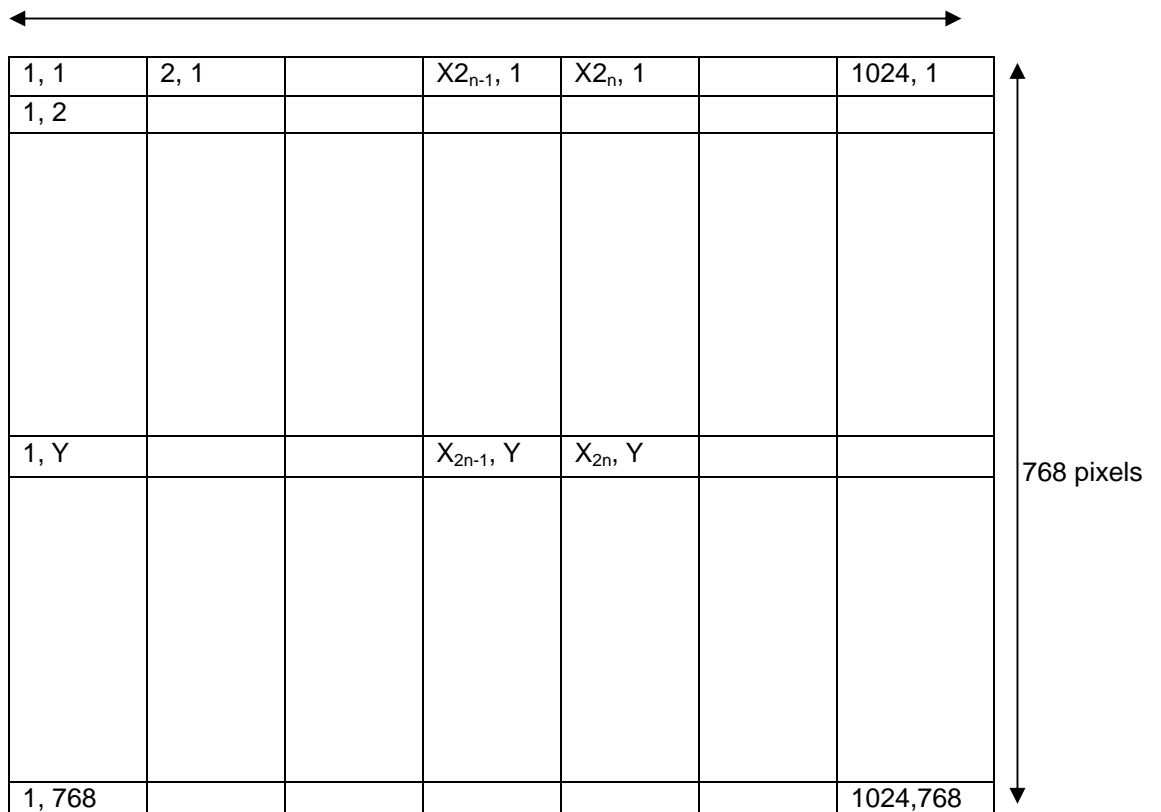 1, 1 2, 1 X2n-1, 1 X2n, 1 1024, 1
1, 2
1, Y X2n-1, Y X2n, Y
768 pixels
1, 768 1024,768